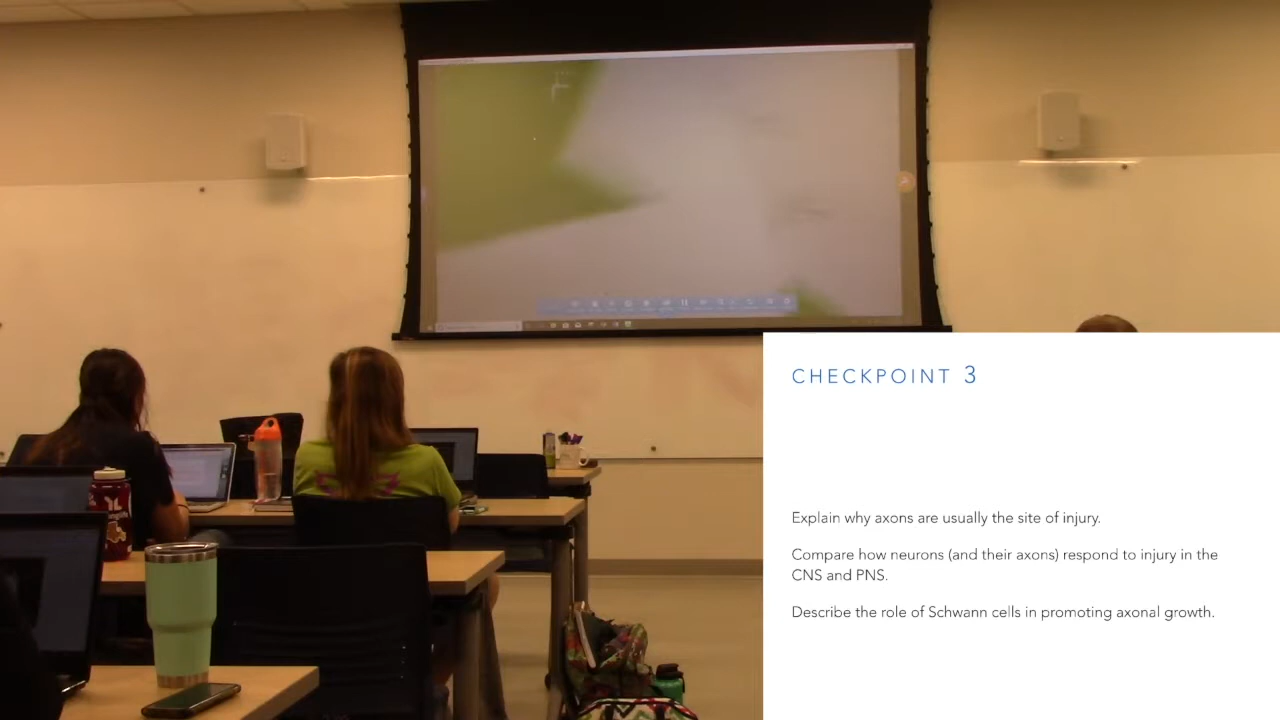 CHECKPOINT 3
Explain why axons are usually the site of injury.
Compare how neurons (and their axons) respond to injury in the
CNS and PNS.
Describe the role of Schwann cells in promoting axonal growth.